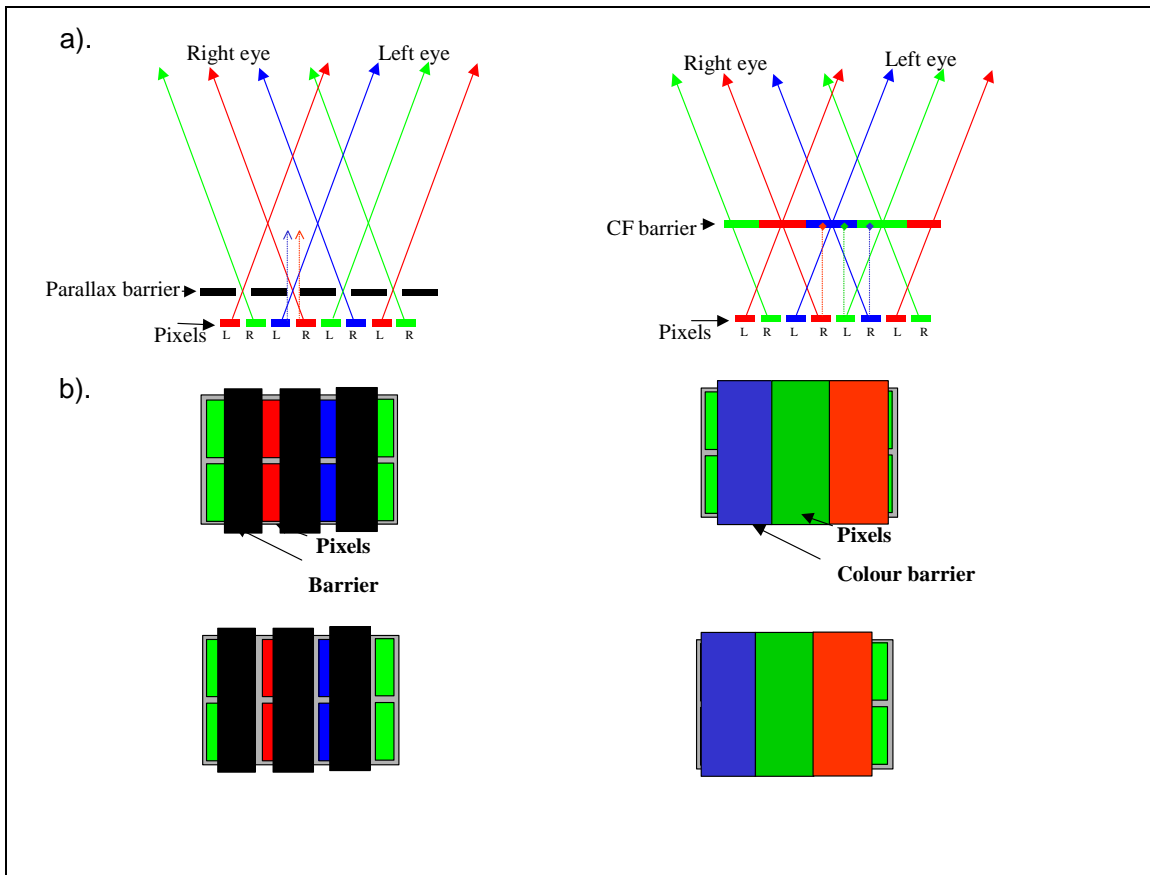 a).
Right eye Left eye
Right eye Left eye
CF barrier
Parallax barrier
Pixels
L R L R L R L R
Pixels
L R L R L R L R
b).
Pixels
Barrier
Pixels
Colour barrier